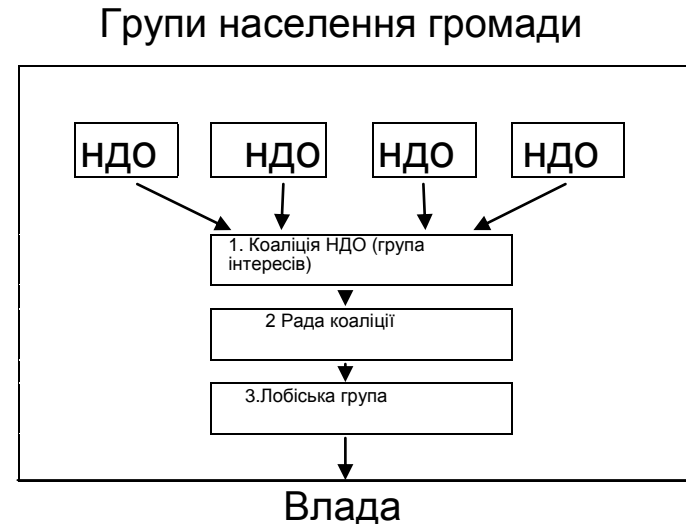 Групи населення громади
НДО НДО НДО НДО
1. Коаліція НДО (група
інтересів)
2 Рада коаліції
3.Лобіська група
Влада